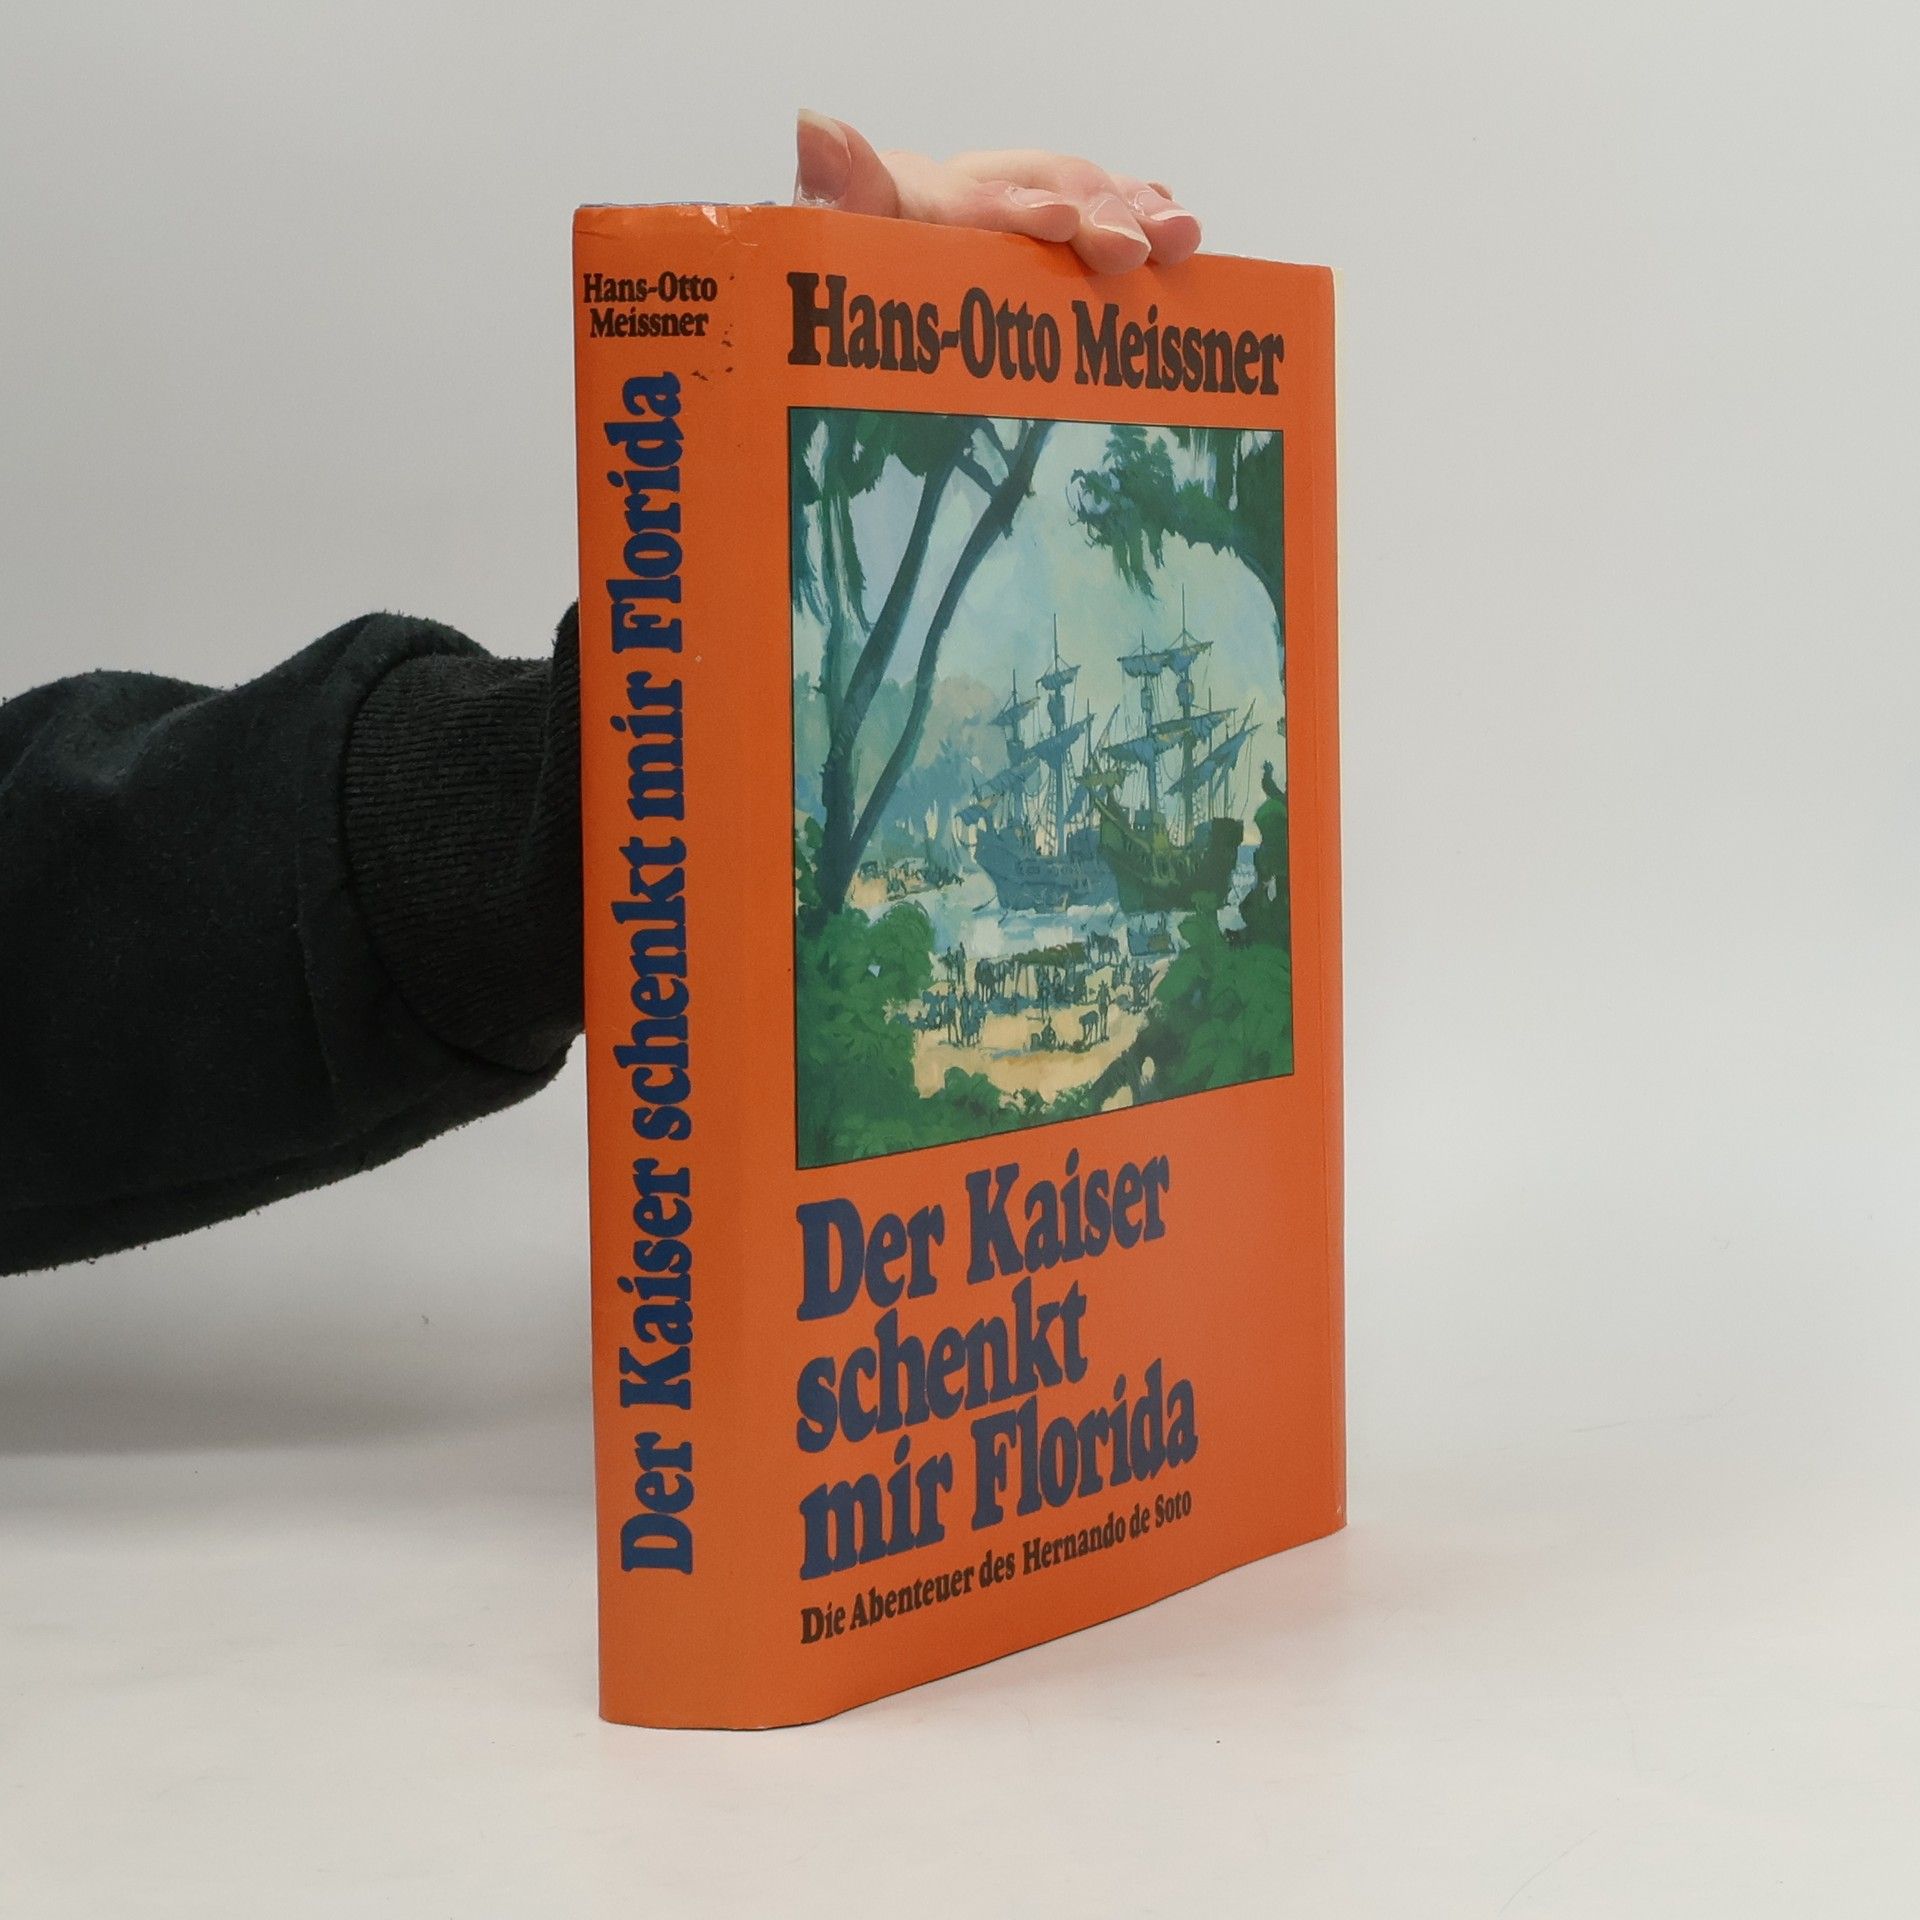 Hans-Otto
Meissner
Der Kaiser schenkt mir Florida
Hans-Otto Meissner
Der Kaiser
schenkt
mir Florida
Die Abenteuer des Hernando de Soto